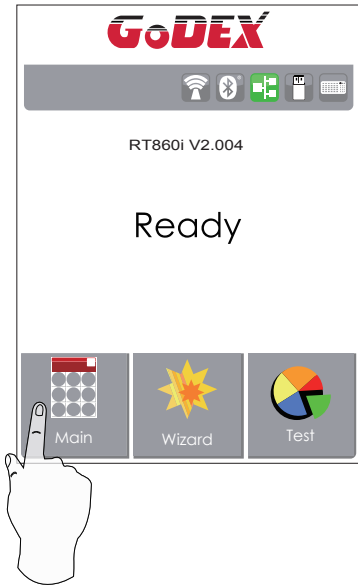 GoDEX
RT860i V2.004
Ready
Main
Wizard
Test